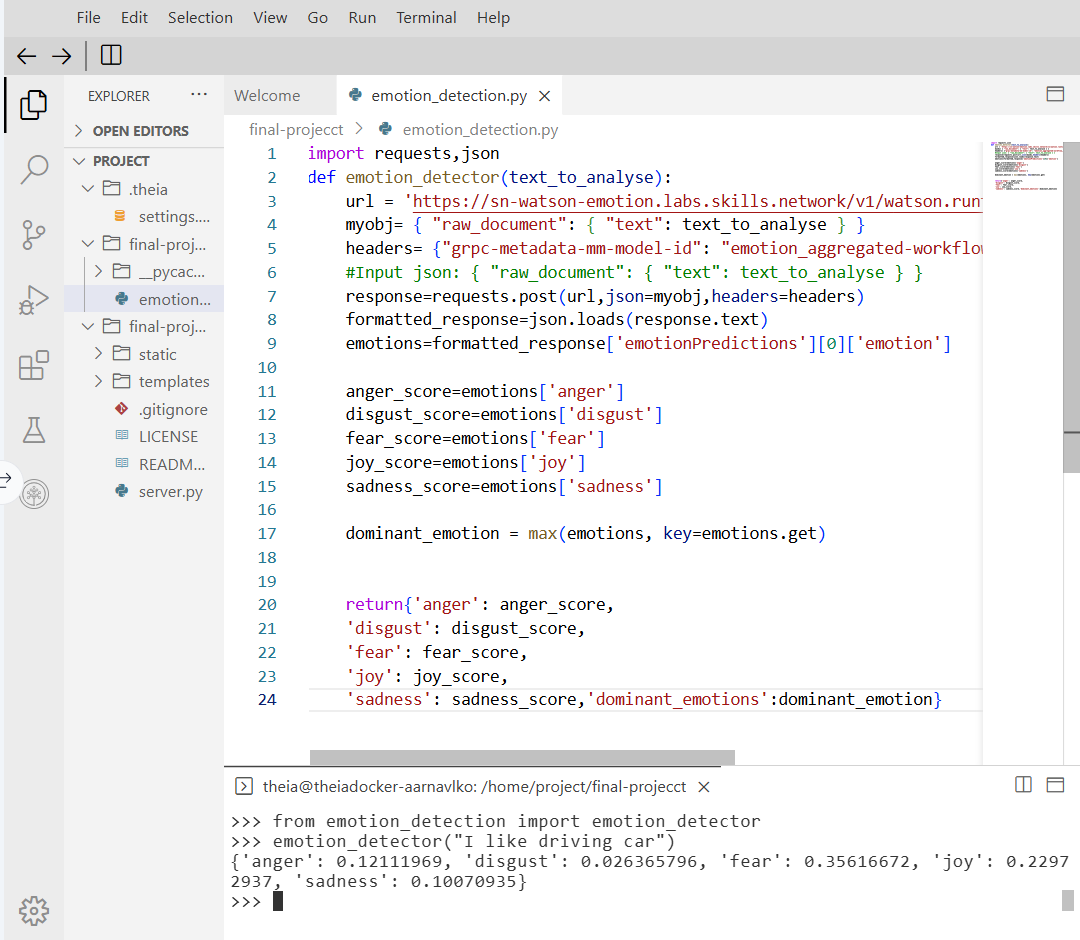 File Edit Selection View Go Run Terminal Help
EXPLORER ...
OPEN EDITORS
PROJECT
.theia
settings....
final-proj...
__pycac...
emotion...
final-proj...
static
templates
.gitignore
LICENSE
READM...
server.py
Welcome emotion_detection.py
final-projecct > emotion_detection.py
1 import requests,json
2 def emotion_detector(text_to_analyse):
3 url = 'https://sn-watson-emotion.labs.skills.network/v1/watson.run
4 myobj= { "raw_document": { "text": text_to_analyse } }
5 headers= {"grpc-metadata-mm-model-id": "emotion_aggregated-workflow
6 #Input json: { "raw_document": { "text": text_to_analyse } }
7 response=requests.post(url,json=myobj,headers=headers)
8 formatted_response=json.loads(response.text)
9 emotions=formatted_response['emotionPredictions'][0]['emotion']
10
11 anger_score=emotions['anger']
12 disgust_score=emotions['disgust']
13 fear_score=emotions['fear']
14 joy_score=emotions['joy']
15 sadness_score=emotions['sadness']
16
17 dominant_emotion = max(emotions, key=emotions.get)
18
19
20 return{'anger': anger_score,
21 'disgust': disgust_score,
22 'fear': fear_score,
23 'joy': joy_score,
24 'sadness': sadness_score,'dominant_emotions':dominant_emotion}
theia@theiadocker-aarnavlko: /home/project/final-projecct
>>> from emotion_detection import emotion_detector
>>> emotion_detector("I like driving car")
{'anger': 0.12111969, 'disgust': 0.026365796, 'fear': 0.35616672, 'joy': 0.2297
2937, 'sadness': 0.10070935}
>>>